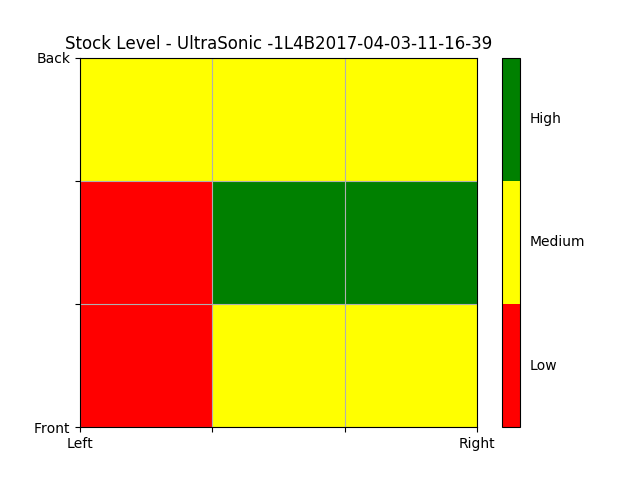 Stock Level - UltraSonic -1L4B2017-04-03-11-16-39
Back
High
Medium
Low
Front
Left
Right